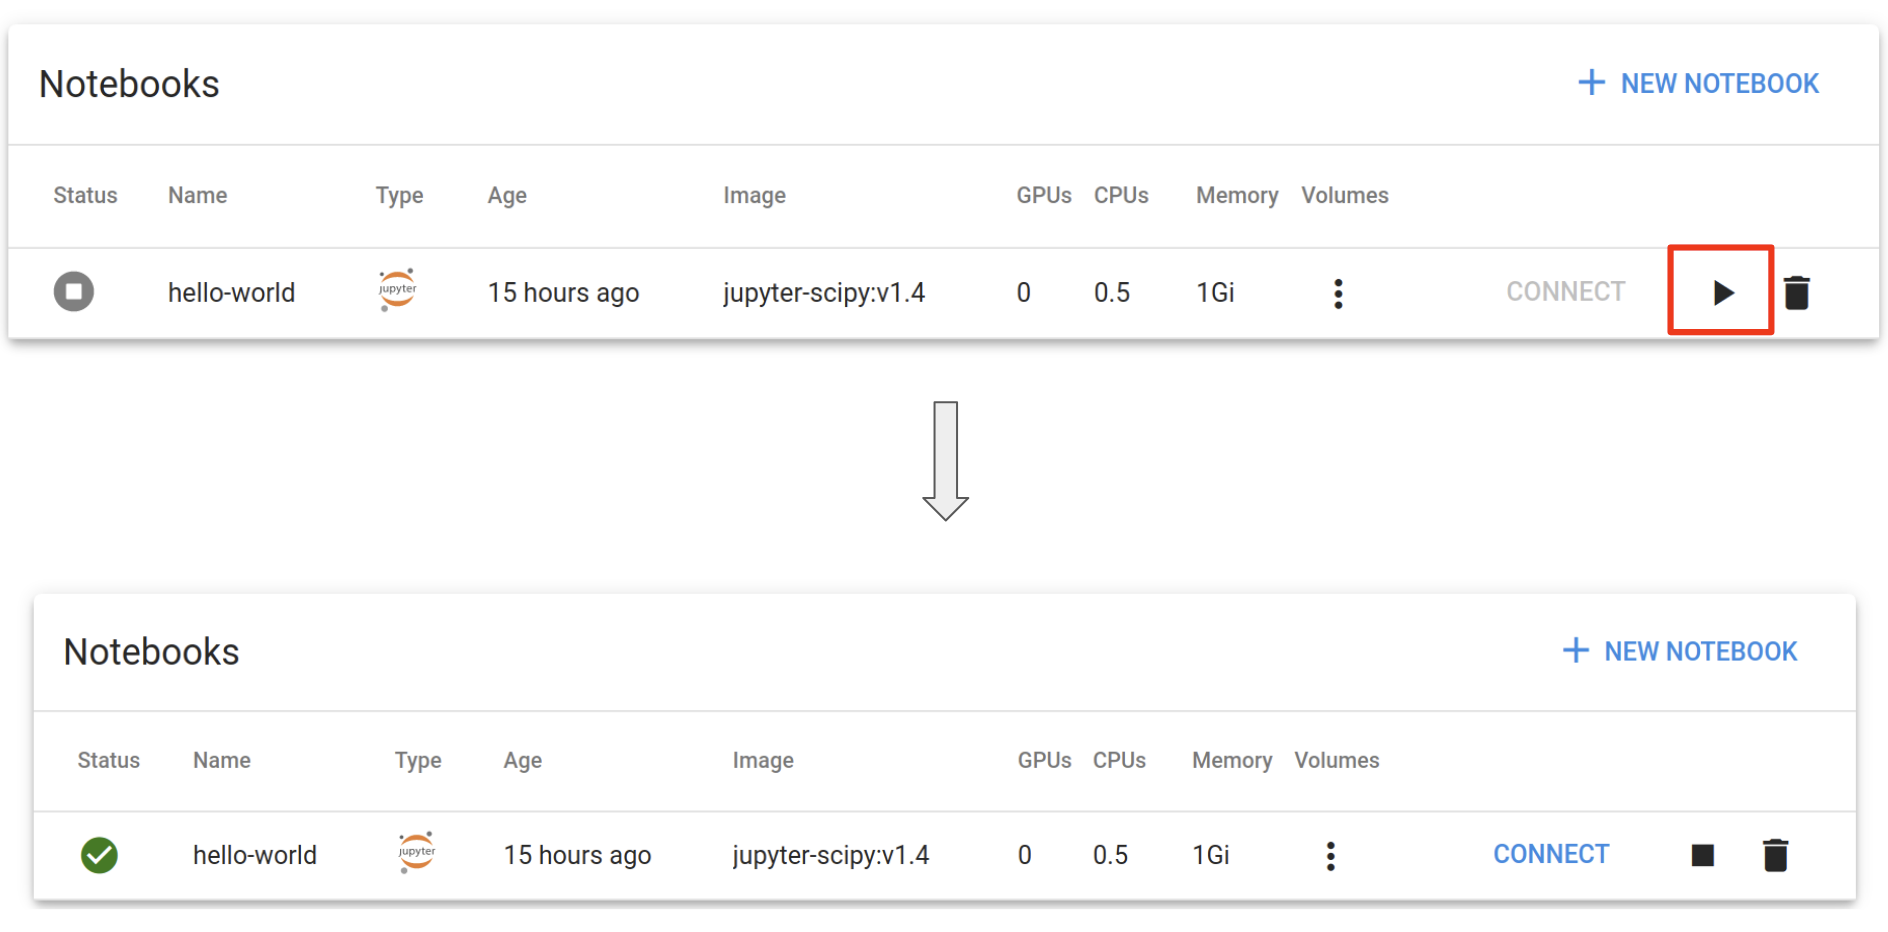 Notebooks
NEW NOTEBOOK
Status Name Type Age Image GPUs CPUs Memory Volumes
hello-world jupyter 15 hours ago jupyter-scipy:v1.4 0 0.5 1Gi CONNECT
Notebooks
NEW NOTEBOOK
Status Name Type Age Image GPUs CPUs Memory Volumes
hello-world jupyter 15 hours ago jupyter-scipy:v1.4 0 0.5 1Gi CONNECT